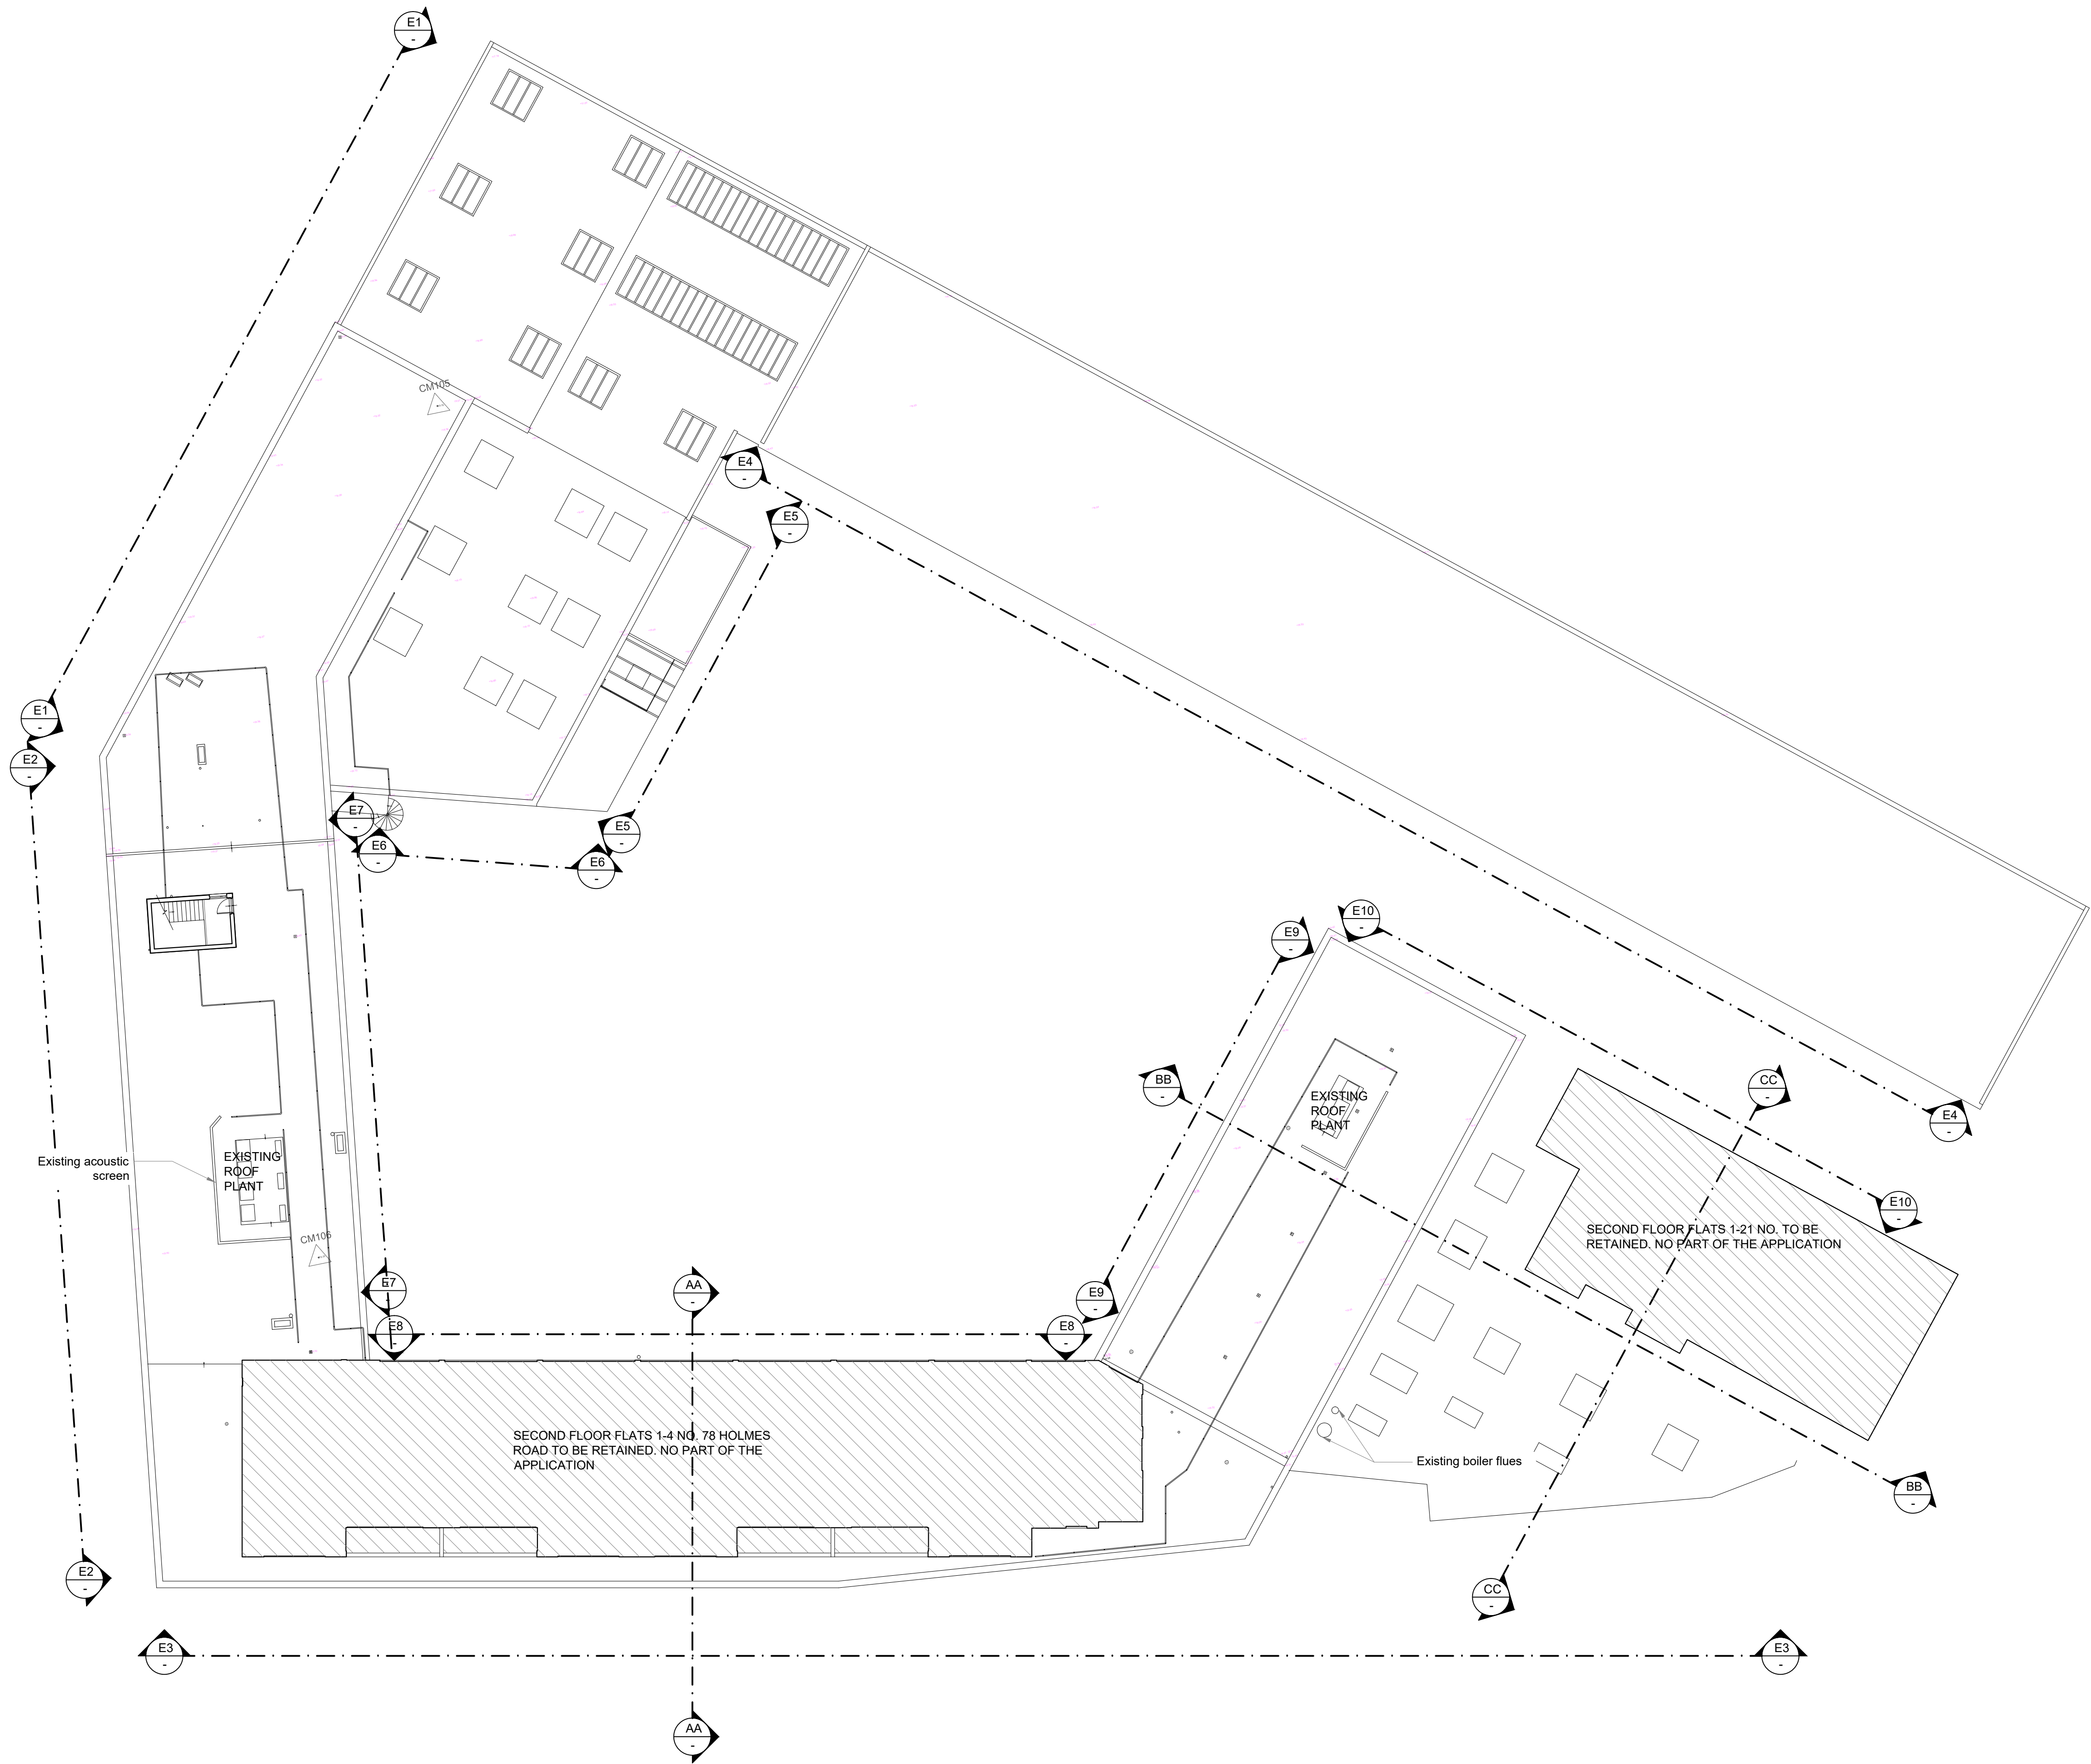 E1
-
CM105
E4
-
E5
-
E1
-
E2
-
E7
-
E6
-
E5
-
E6
-
E10
-
E9
-
BB
-
CC
-
EXISTING
ROOF
PLANT
E4
-
Existing acoustic
screen
EXISTING
ROOF
PLANT
E10
-
SECOND FLOOR FLATS 1-21 NO. TO BE
RETAINED. NO PART OF THE APPLICATION
CM106
E7
-
AA
-
E9
-
E8
-
E8
-
SECOND FLOOR FLATS 1-4 NO. 78 HOLMES
ROAD TO BE RETAINED. NO PART OF THE
APPLICATION
Existing boiler flues
BB
-
E2
-
CC
-
E3
-
E3
-
AA
-